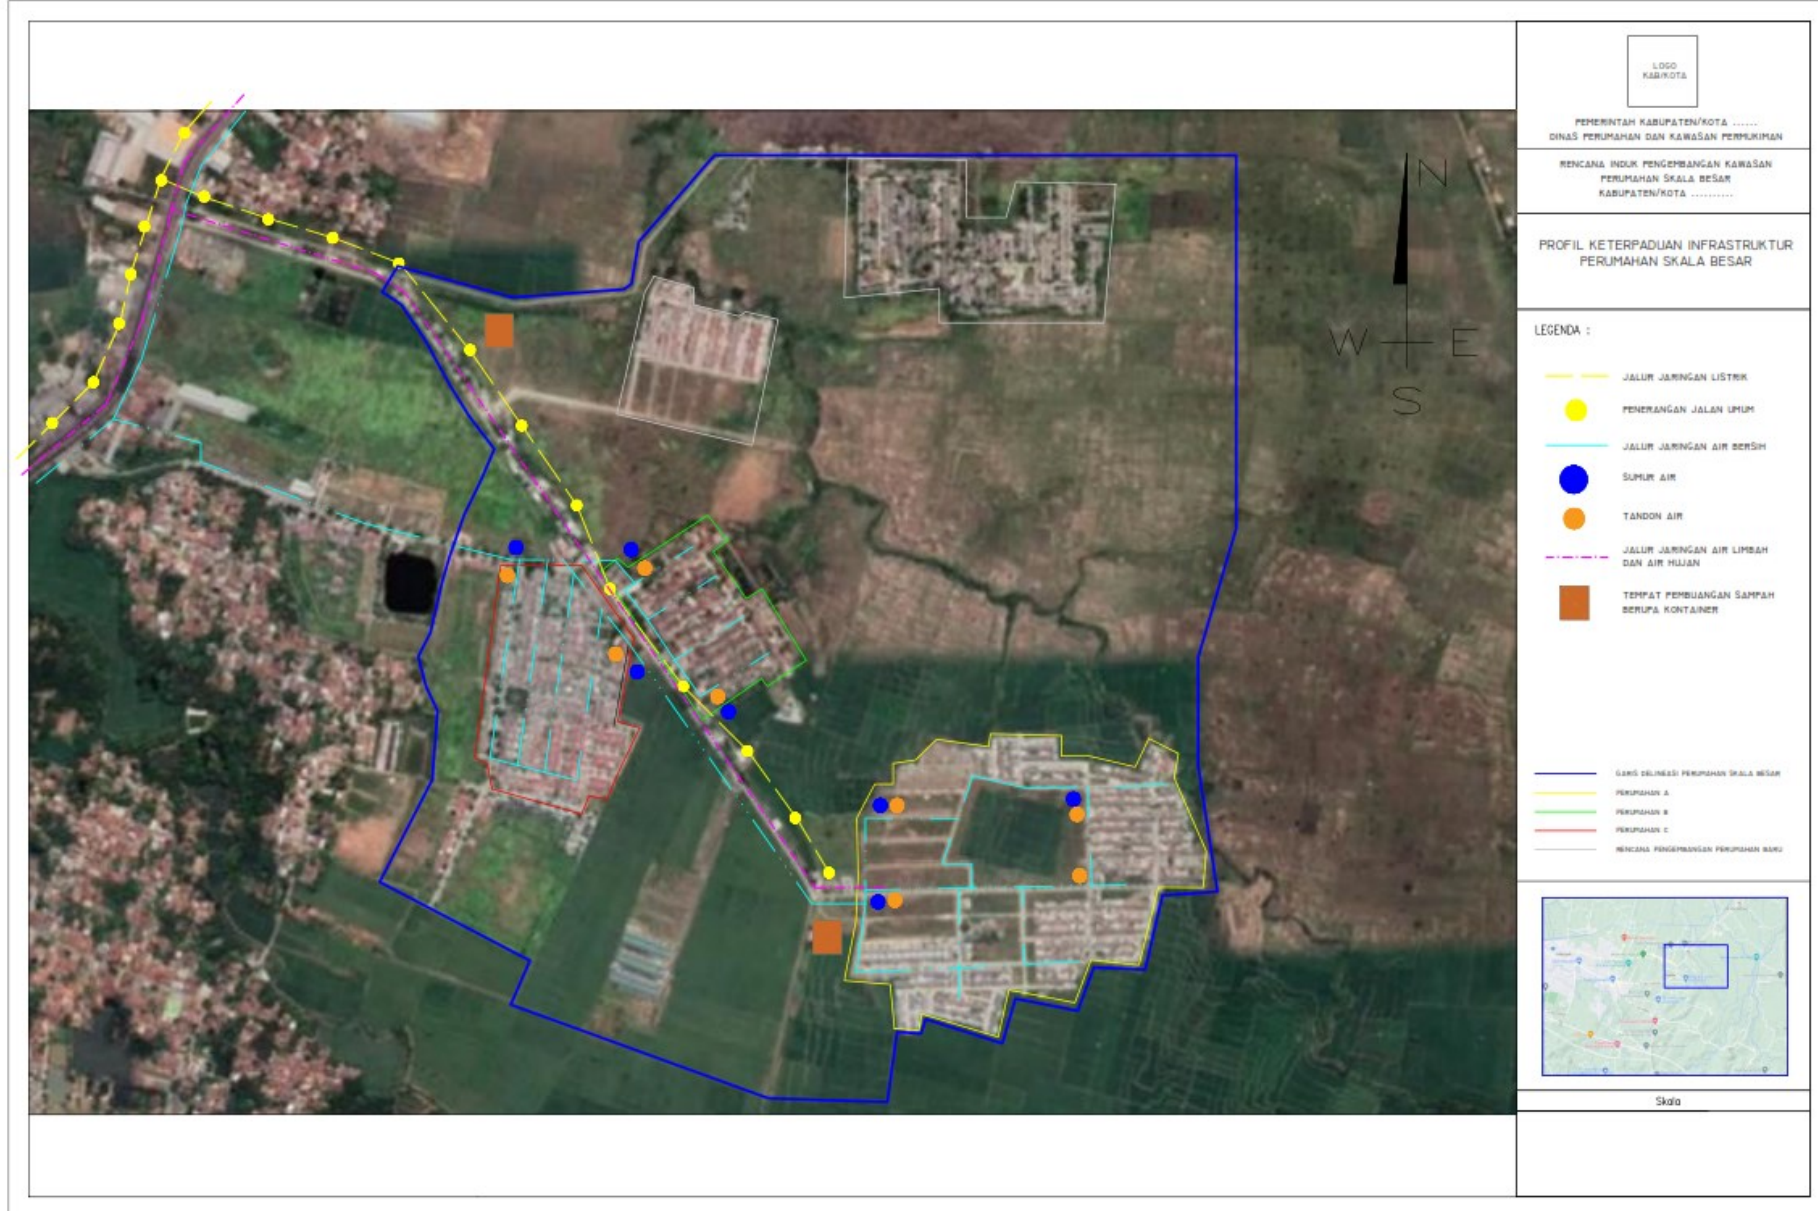 LOGO
KAB/KOTA
PEMERINTAH KABUPATEN/KOTA ......
DINAS PERUMAHAN DAN KAWASAN PERMUKIMAN
RENCANA INDUK PENGEMBANGAN KAWASAN
PERUMAHAN SKALA BESAR
KABUPATEN/KOTA ..........
PROFIL KETERPADUAN INFRASTRUKTUR
PERUMAHAN SKALA BESAR
N
W E
S
LEGENDA :
JALUR JARINGAN LISTRIK
PENERANGAN JALAN UMUM
JALUR JARINGAN AIR BERSIH
SUMUR AIR
TANDON AIR
JALUR JARINGAN AIR LIMBAH
DAN AIR HUJAN
TEMPAT PEMBUANGAN SAMPAH
BERUPA KONTAINER
GARIS DELINEASI PERUMAHAN SKALA BESAR
PERUMAHAN A
PERUMAHAN B
PERUMAHAN C
RENCANA PENGEMBANGAN PERUMAHAN BARU
Skala